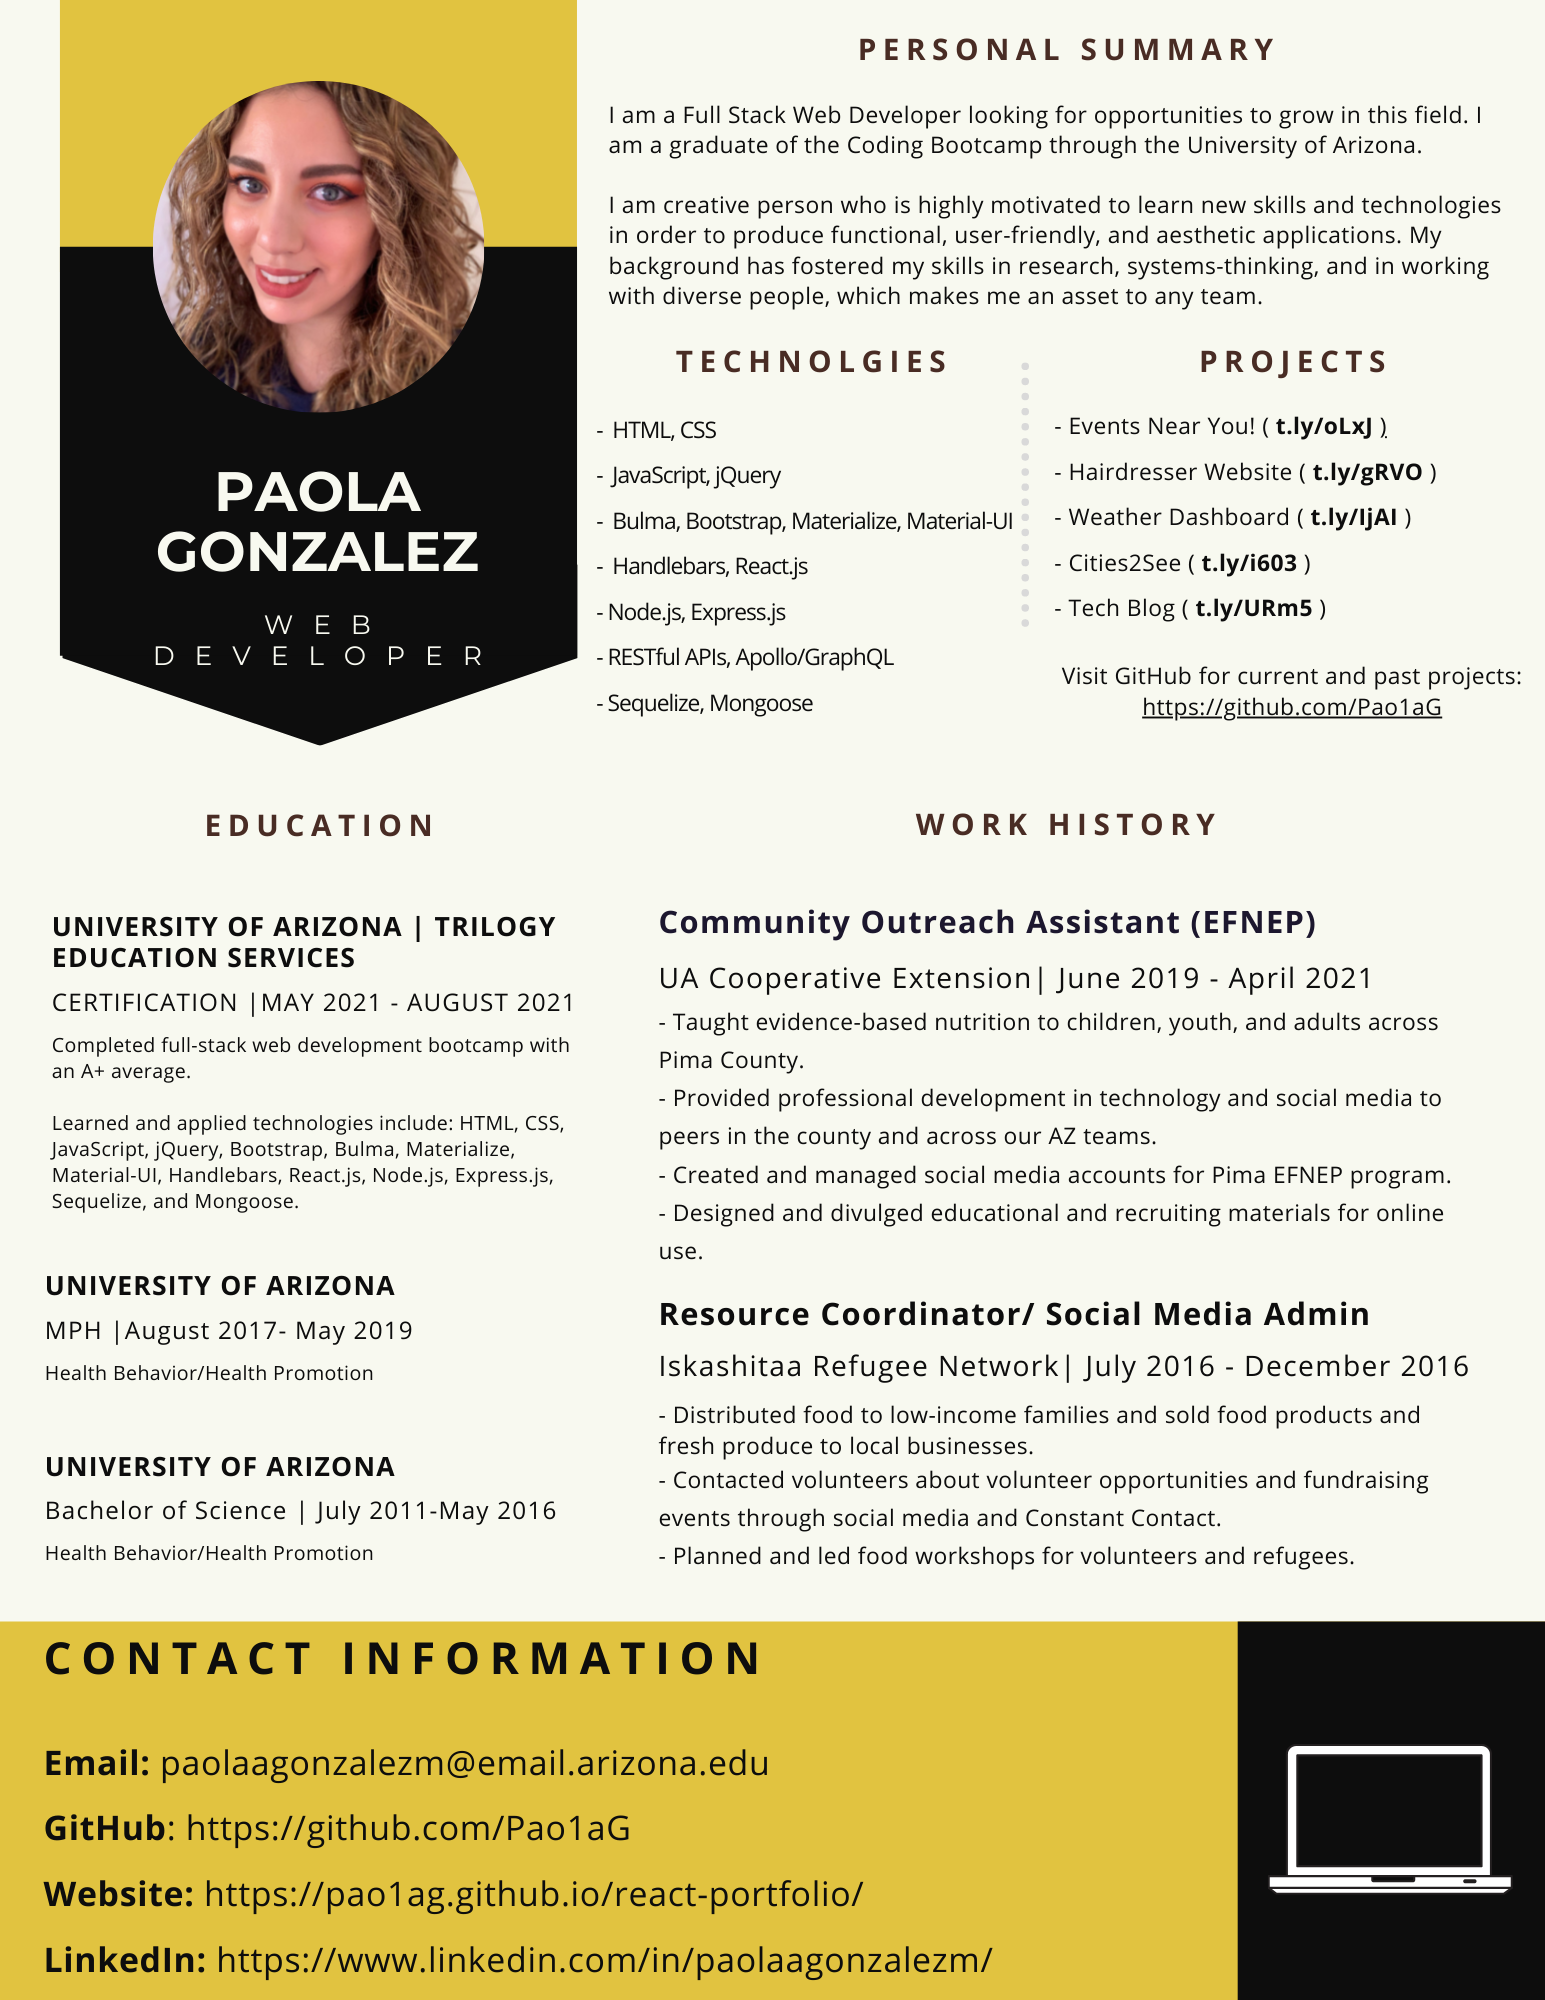 PAOLA
GONZALEZ
WEB
DEVELOPER
PERSONAL SUMMARY
I am a Full Stack Web Developer looking for opportunities to grow in this field. I
am a graduate of the Coding Bootcamp through the University of Arizona.
I am creative person who is highly motivated to learn new skills and technologies
in order to produce functional, user-friendly, and aesthetic applications. My
background has fostered my skills in research, systems-thinking, and in working
with diverse people, which makes me an asset to any team.
TECHNOLGIES
- HTML, CSS
- JavaScript, jQuery
- Bulma, Bootstrap, Materialize, Material-UI
- Handlebars, React.js
- Node.js, Express.js
- RESTful APIs, Apollo/GraphQL
- Sequelize, Mongoose
PROJECTS
- Events Near You! ( t.ly/oLxJ ).
- Hairdresser Website ( t.ly/gRVO )
- Weather Dashboard ( t.ly/IjAI )
- Cities2See ( t.ly/i603 )
- Tech Blog ( t.ly/URm5 )
Visit GitHub for current and past projects:
https://github.com/Pao1aG
EDUCATION
UNIVERSITY OF ARIZONA | TRILOGY
EDUCATION SERVICES
CERTIFICATION |MAY 2021 - AUGUST 2021
Completed full-stack web development bootcamp with
an A+ average.
Learned and applied technologies include: HTML, CSS,
JavaScript, jQuery, Bootstrap, Bulma, Materialize,
Material-UI, Handlebars, React.js, Node.js, Express.js,
Sequelize, and Mongoose.
UNIVERSITY OF ARIZONA
MPH |August 2017- May 2019
Health Behavior/Health Promotion
UNIVERSITY OF ARIZONA
Bachelor of Science | July 2011-May 2016
Health Behavior/Health Promotion
WORK HISTORY
Community Outreach Assistant (EFNEP)
UA Cooperative Extension| June 2019 - April 2021
- Taught evidence-based nutrition to children, youth, and adults across
Pima County.
- Provided professional development in technology and social media to
peers in the county and across our AZ teams.
- Created and managed social media accounts for Pima EFNEP program.
- Designed and divulged educational and recruiting materials for online
use.
Resource Coordinator/ Social Media Admin
Iskashitaa Refugee Network| July 2016 - December 2016
- Distributed food to low-income families and sold food products and
fresh produce to local businesses.
- Contacted volunteers about volunteer opportunities and fundraising
events through social media and Constant Contact.
- Planned and led food workshops for volunteers and refugees.
CONTACT INFORMATION
Email: paolaagonzalezm@email.arizona.edu
GitHub: https://github.com/Pao1aG
Website: https://pao1ag.github.io/react-portfolio/
LinkedIn: https://www.linkedin.com/in/paolaagonzalezm/